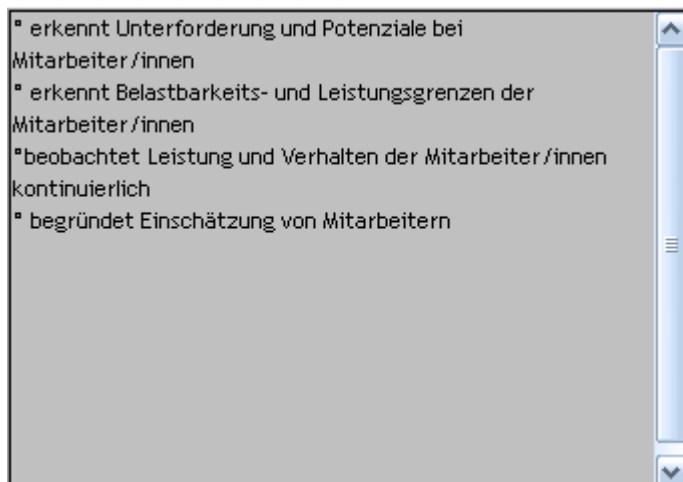 ° erkennt Unterforderung und Potenziale bei
Mitarbeiter/innen
° erkennt Belastbarkeits- und Leistungsgrenzen der
Mitarbeiter/innen
°beobachtet Leistung und Verhalten der Mitarbeiter/innen
kontinuierlich
° begründet Einschätzung von Mitarbeitern